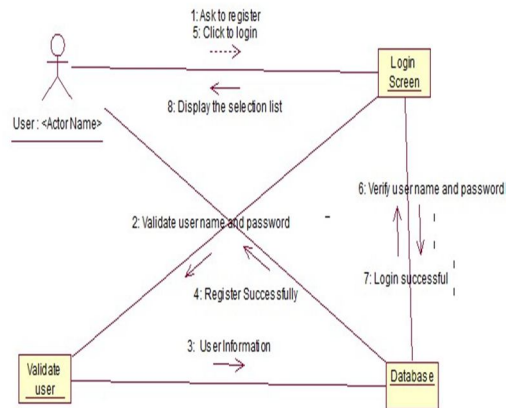 1: Ask to register
5: Click to login
Login
Screen
8: Display the selection list
User : <Actor Name>
6: Verify user name and password
2: Validate user name and password
7: Login successful
4: Register Successfully
3: User Information
Validate
user
Database